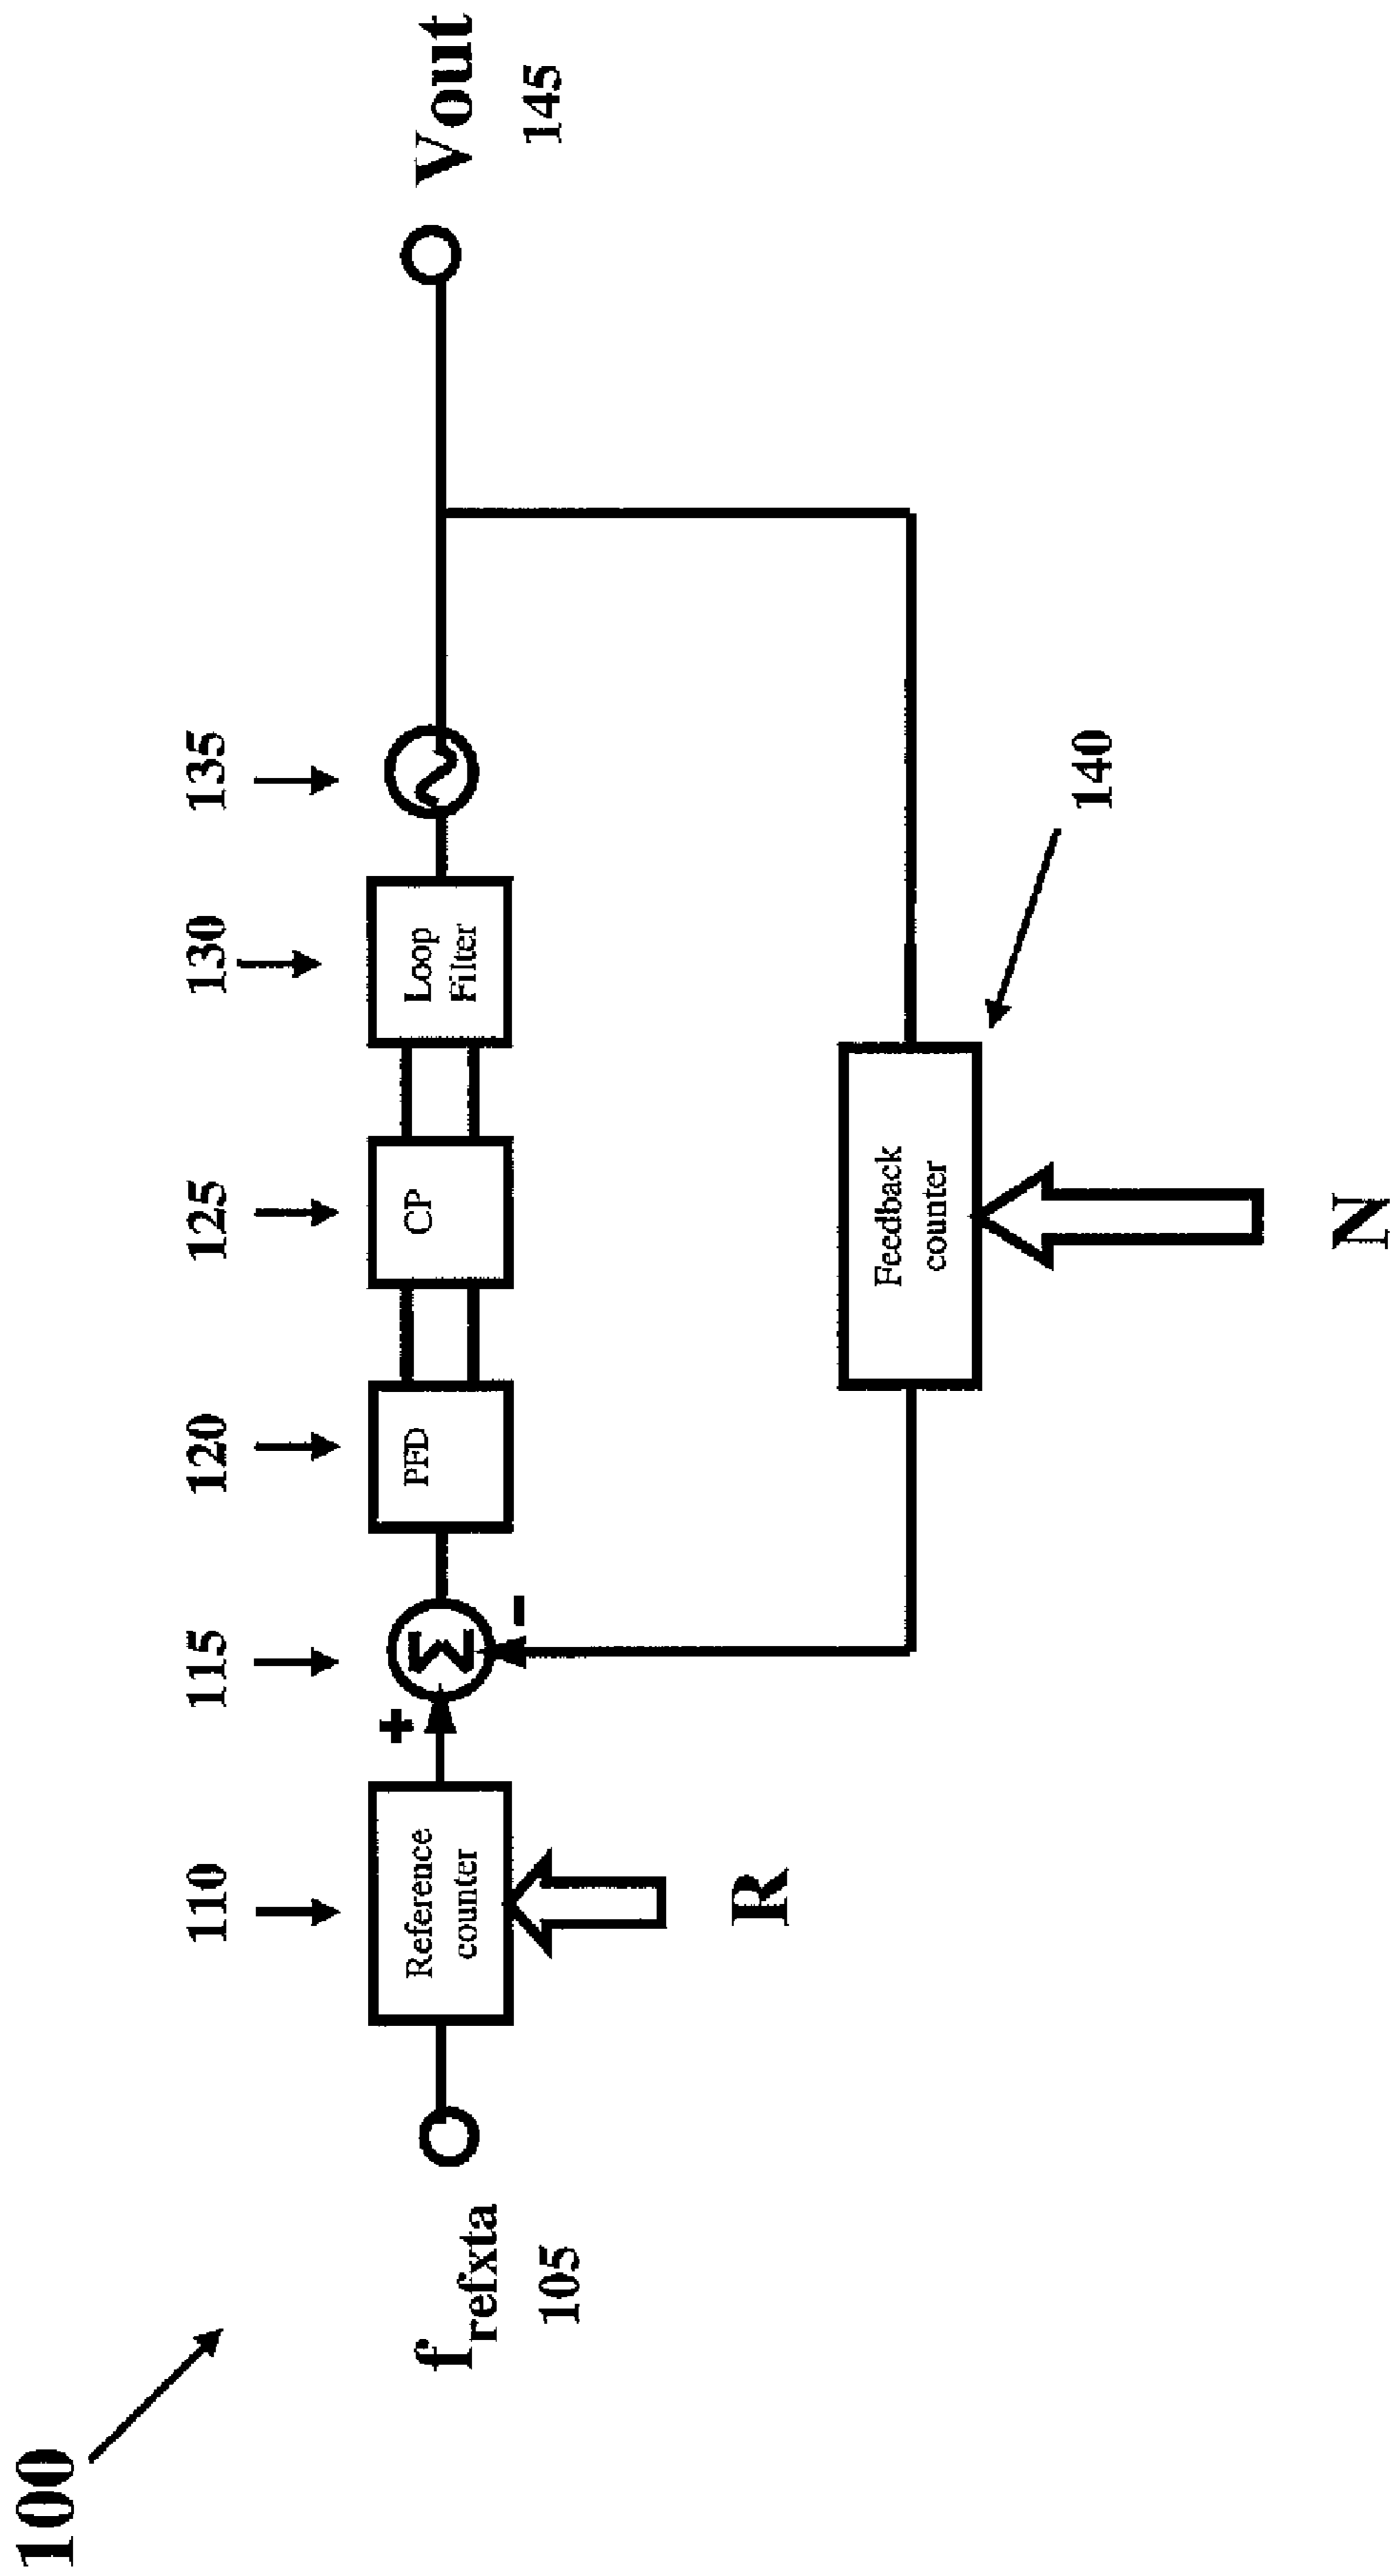 100
110
115
120
125
130
135
Reference
counter
+
Σ
-
PFD
CP
Loop
Filter
f refxta
105
Vout
145
R
Feedback
counter
140
N